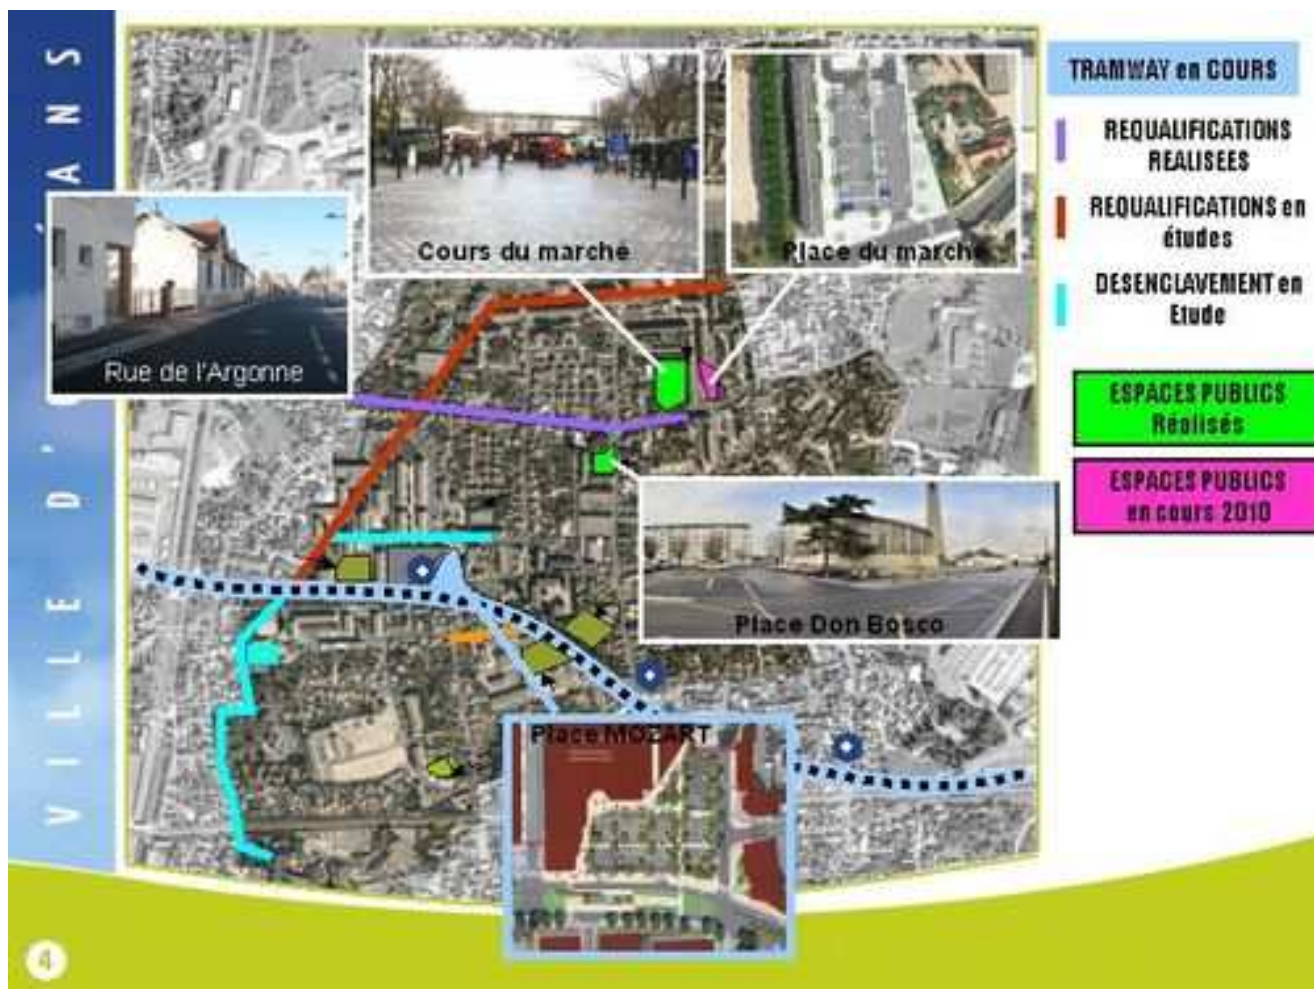 VILLE D'ANS
Cours du marche
Place du marche
Rue de l'Argonne
Place Don Bosco
Place MOZART
TRAMWAY en COURS
REQUALIFICATIONS
REALISEES
REQUALIFICATIONS en
études
DESENCLAVEMENT en
Etude
ESPACES PUBLICS
Réalisés
ESPACES PUBLICS
en cours 2010
4